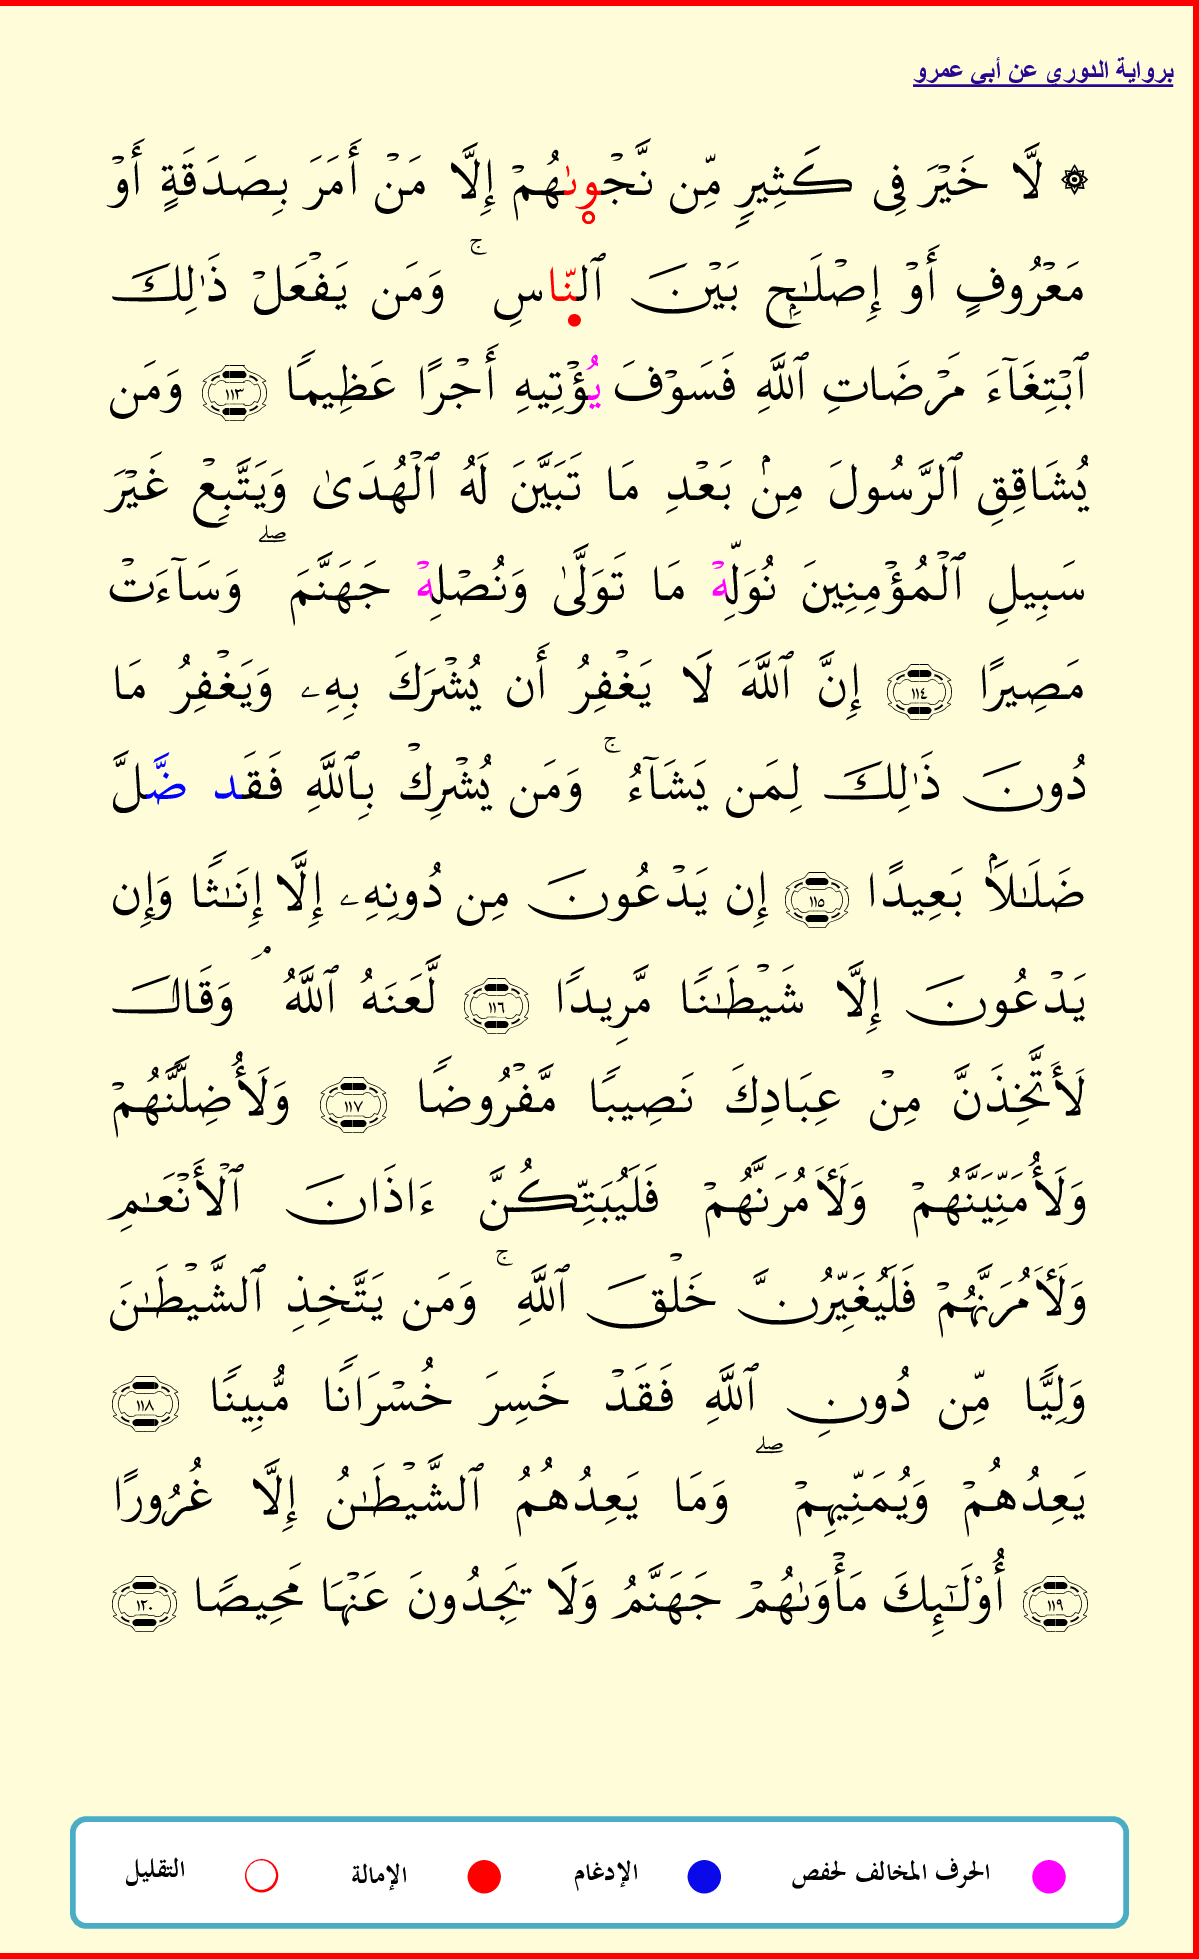 برواية الدوري عن أبي عمرو
۞ لَّا خَيْرَ فِى كَثِيرٍ مِّن نَّجْوىٰهُمْ إِلَّا مَنْ أَمَرَ بِصَدَقَةٍ أَوْ
مَعْرُوفٍ أَوْ إِصْلَٰحٍۭ بَيْنَ ٱلنَّاسِ ۚ وَمَن يَفْعَلْ ذَٰلِكَ
ٱبْتِغَآءَ مَرْضَاتِ ٱللَّهِ فَسَوْفَ يُؤْتِيهِ أَجْرًا عَظِيمًا ١١٣ وَمَن
يُشَاقِقِ ٱلرَّسُولَ مِنۢ بَعْدِ مَا تَبَيَّنَ لَهُ ٱلْهُدَىٰ وَيَتَّبِعْ غَيْرَ
سَبِيلِ ٱلْمُؤْمِنِينَ نُوَلِّهْ مَا تَوَلَّىٰ وَنُصْلِهْ جَهَنَّمَ ۖ وَسَآءَتْ
مَصِيرًا ١١٤ إِنَّ ٱللَّهَ لَا يَغْفِرُ أَن يُشْرَكَ بِهِۦ وَيَغْفِرُ مَا
دُونَ ذَٰلِكَ لِمَن يَشَآءُ ۚ وَمَن يُشْرِكْ بِٱللَّهِ فَقَد ضَّلَّ
ضَلَٰلًۢا بَعِيدًا ١١٥ إِن يَدْعُونَ مِن دُونِهِۦ إِلَّا إِنَٰثًا وَإِن
يَدْعُونَ إِلَّا شَيْطَٰنًا مَّرِيدًا ١١٦ لَّعَنَهُ ٱللَّهُ ۘ وَقَالَ
لَأَتَّخِذَنَّ مِنْ عِبَادِكَ نَصِيبًا مَّفْرُوضًا ١١٧ وَلَأُضِلَّنَّهُمْ
وَلَأُمَنِّيَنَّهُمْ وَلَأٓمُرَنَّهُمْ فَلَيُبَتِّكُنَّ ءَاذَانَ ٱلْأَنْعَٰمِ
وَلَأٓمُرَنَّهُمْ فَلَيُغَيِّرُنَّ خَلْقَ ٱللَّهِ ۚ وَمَن يَتَّخِذِ ٱلشَّيْطَٰنَ
وَلِيًّا مِّن دُونِ ٱللَّهِ فَقَدْ خَسِرَ خُسْرَانًا مُّبِينًا ١١٨
يَعِدُهُمْ وَيُمَنِّيهِمْ ۖ وَمَا يَعِدُهُمُ ٱلشَّيْطَٰنُ إِلَّا غُرُورًا
١١٩ أُوْلَٰٓئِكَ مَأْوَىٰهُمْ جَهَنَّمُ وَلَا يَجِدُونَ عَنْهَا مَحِيصًا ١٢٠
الحرف المخالف لحفص الإدغام الإمالة التقليل